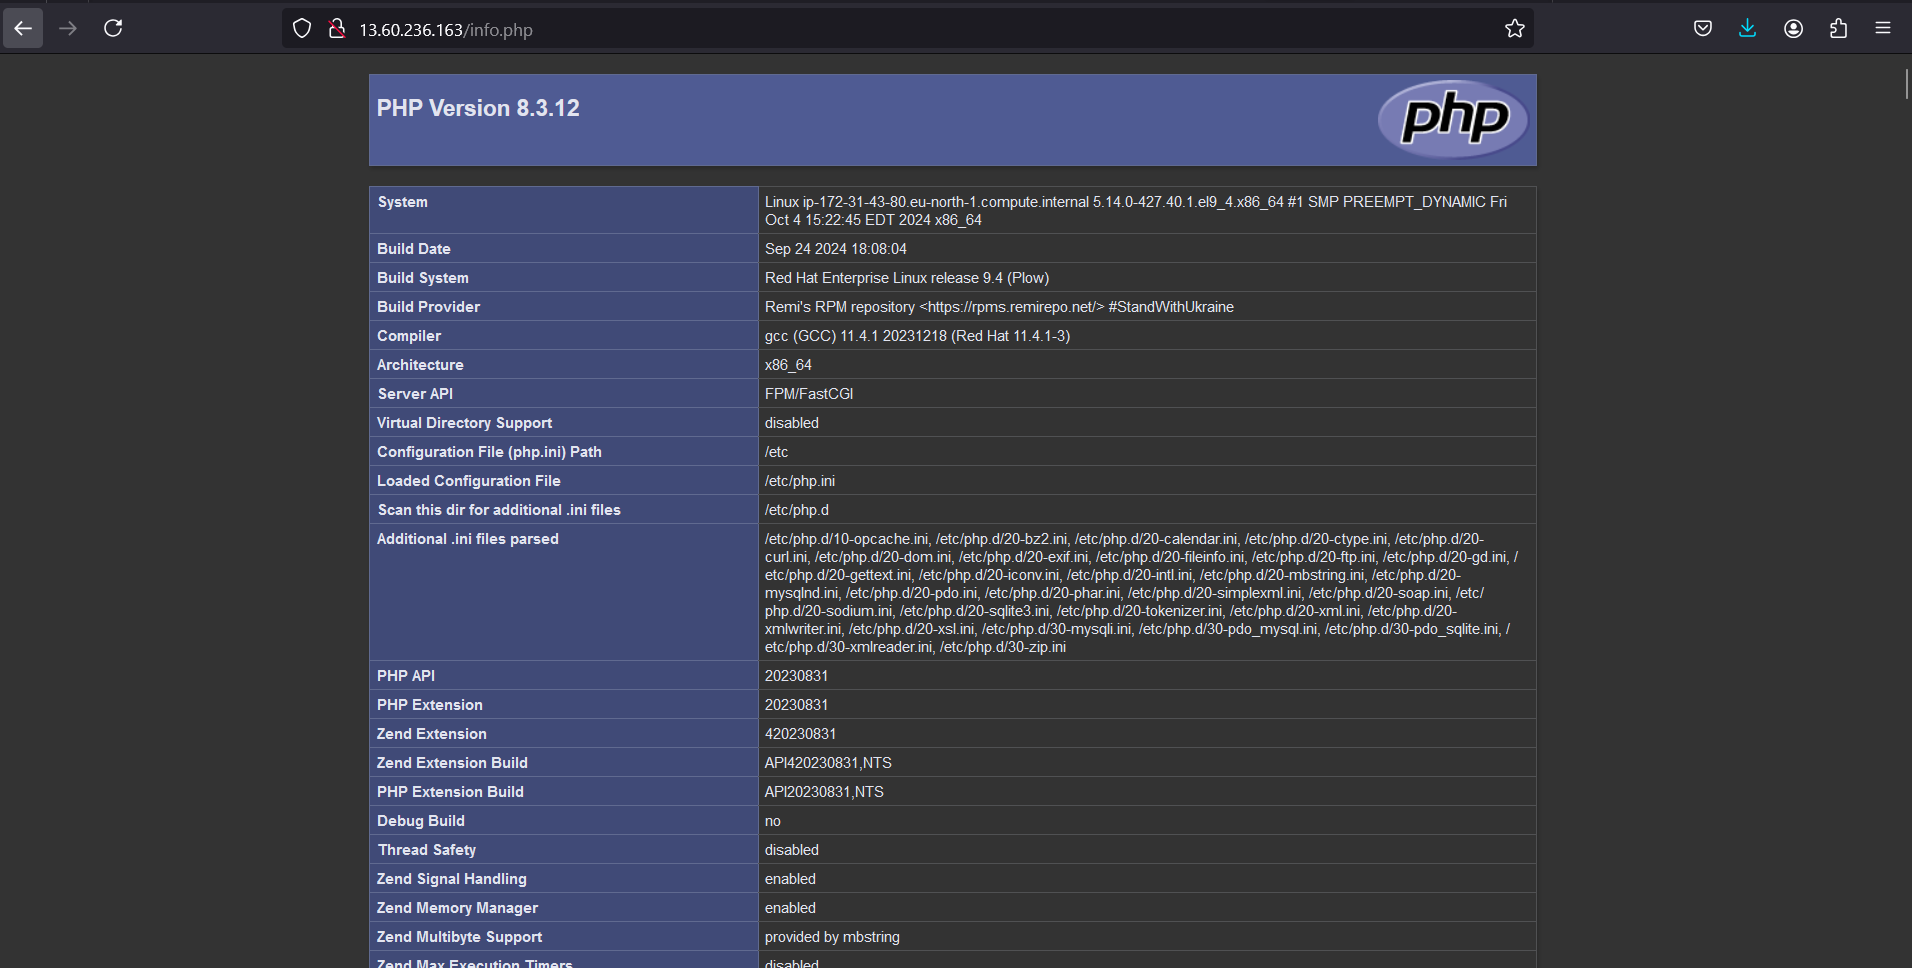 13.60.236.163/info.php
PHP Version 8.3.12
php
System
Linux ip-172-31-43-80.eu-north-1.compute.internal 5.14.0-427.40.1.el9_4.x86_64 #1 SMP PREEMPT_DYNAMIC Fri
Oct 4 15:22:45 EDT 2024 x86_64
Build Date
Sep 24 2024 18:08:04
Build System
Red Hat Enterprise Linux release 9.4 (Plow)
Build Provider
Remi's RPM repository <https://rpms.remirepo.net/> #StandWithUkraine
Compiler
gcc (GCC) 11.4.1 20231218 (Red Hat 11.4.1-3)
Architecture
x86_64
Server API
FPM/FastCGI
Virtual Directory Support
disabled
Configuration File (php.ini) Path
/etc
Loaded Configuration File
/etc/php.ini
Scan this dir for additional .ini files
/etc/php.d
Additional .ini files parsed
/etc/php.d/10-opcache.ini, /etc/php.d/20-bz2.ini, /etc/php.d/20-calendar.ini, /etc/php.d/20-ctype.ini, /etc/php.d/20-
curl.ini, /etc/php.d/20-dom.ini, /etc/php.d/20-exif.ini, /etc/php.d/20-fileinfo.ini, /etc/php.d/20-ftp.ini, /etc/php.d/20-gd.ini, /
etc/php.d/20-gettext.ini, /etc/php.d/20-iconv.ini, /etc/php.d/20-intl.ini, /etc/php.d/20-mbstring.ini, /etc/php.d/20-
mysqlnd.ini, /etc/php.d/20-pdo.ini, /etc/php.d/20-phar.ini, /etc/php.d/20-simplexml.ini, /etc/php.d/20-soap.ini, /etc/
php.d/20-sodium.ini, /etc/php.d/20-sqlite3.ini, /etc/php.d/20-tokenizer.ini, /etc/php.d/20-xml.ini, /etc/php.d/20-
xmlwriter.ini, /etc/php.d/20-xsl.ini, /etc/php.d/30-mysqli.ini, /etc/php.d/30-pdo_mysql.ini, /etc/php.d/30-pdo_sqlite.ini, /
etc/php.d/30-xmlreader.ini, /etc/php.d/30-zip.ini
PHP API
20230831
PHP Extension
20230831
Zend Extension
420230831
Zend Extension Build
API420230831,NTS
PHP Extension Build
API20230831,NTS
Debug Build
no
Thread Safety
disabled
Zend Signal Handling
enabled
Zend Memory Manager
enabled
Zend Multibyte Support
provided by mbstring
Zend Max Execution Timers
disabled